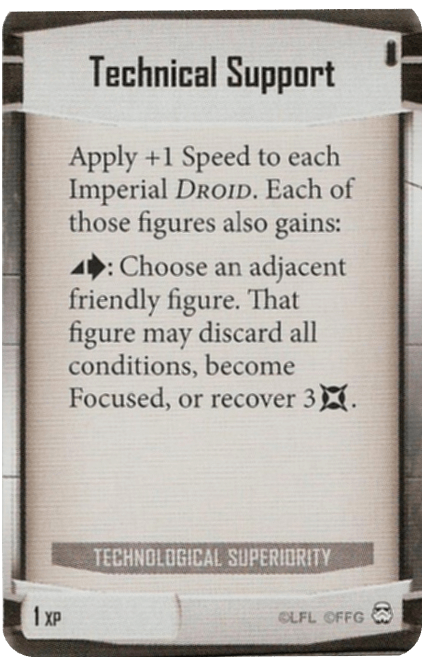 Technical Support
Apply +1 Speed to each
Imperial DROID. Each of
those figures also gains:
: Choose an adjacent
friendly figure. That
figure may discard all
conditions, become
Focused, or recover 3 .
TECHNOLOGICAL SUPERIORITY
1 XP
©LFL ©FFG